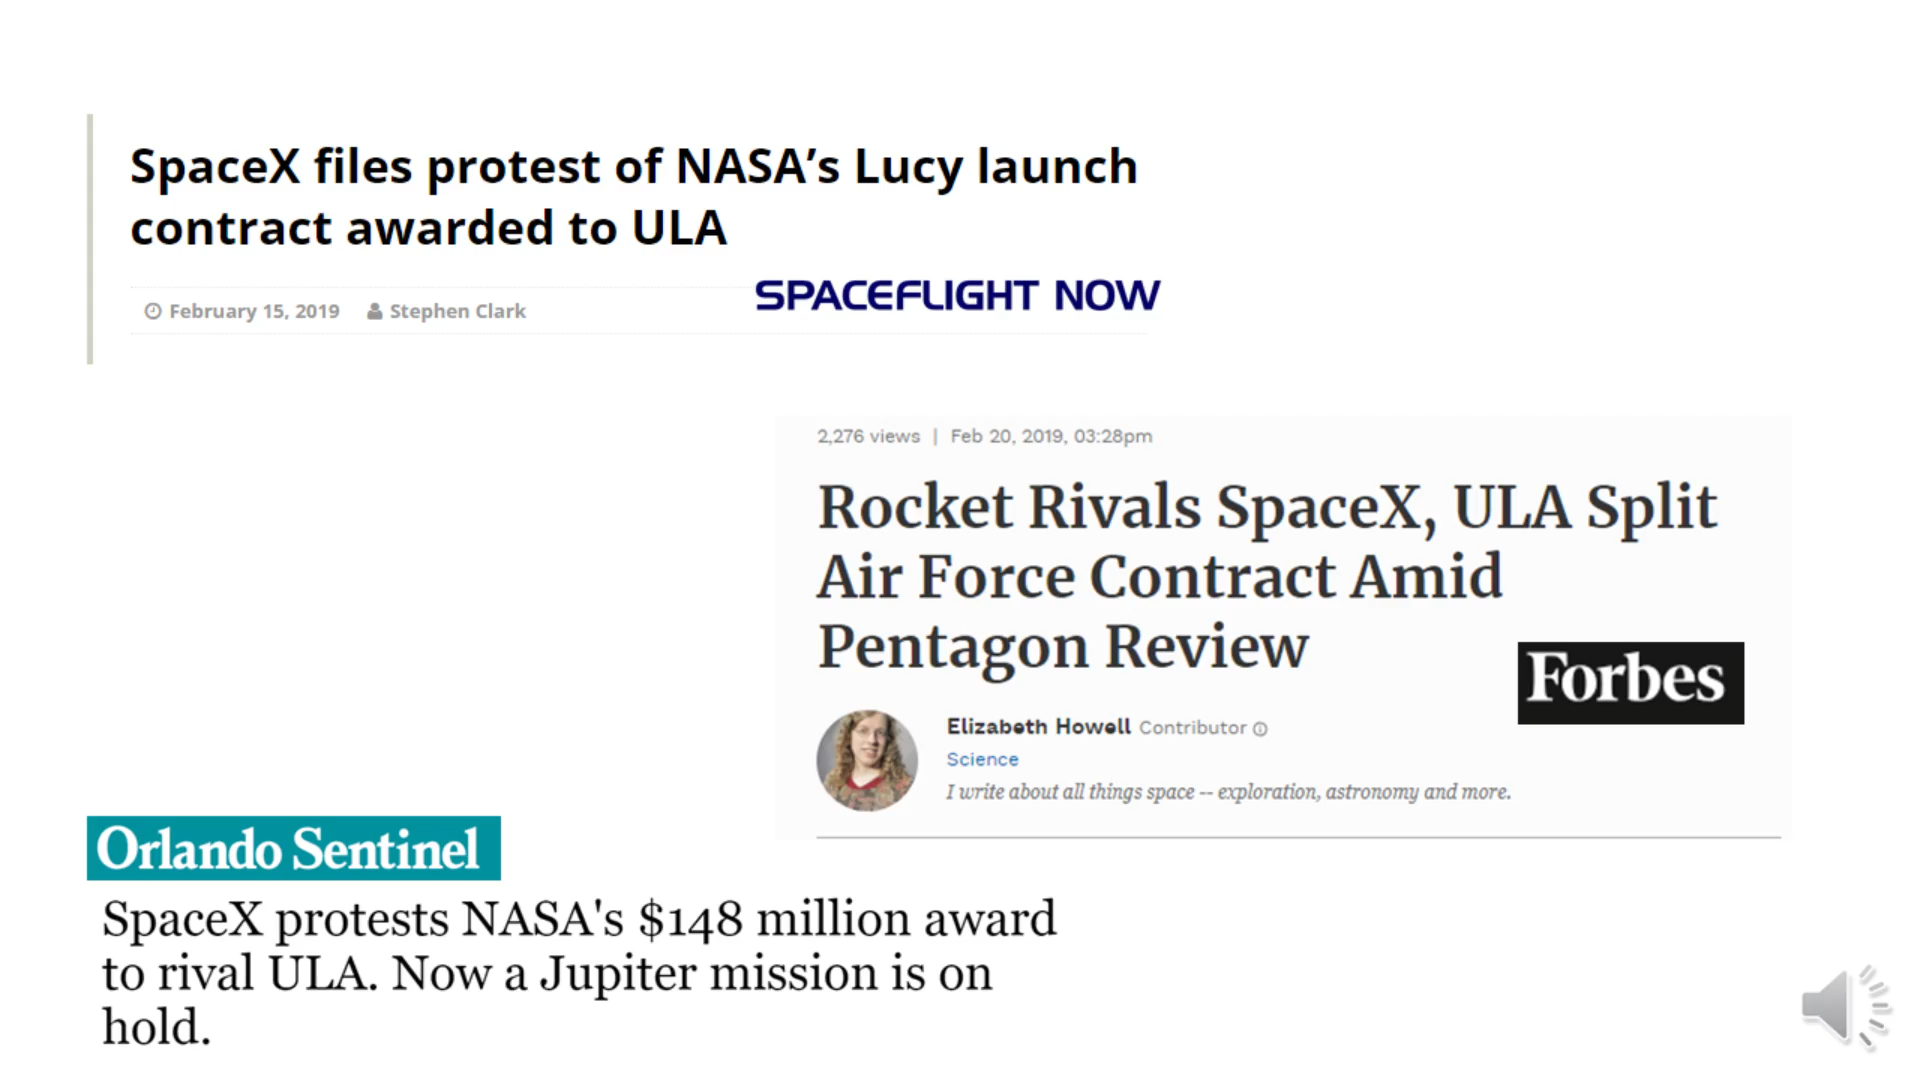 SpaceX files protest of NASA’s Lucy launch
contract awarded to ULA
February 15, 2019 Stephen Clark
SPACEFLIGHT NOW
2,276 views | Feb 20, 2019, 03:28pm
Rocket Rivals SpaceX, ULA Split
Air Force Contract Amid
Pentagon Review
Forbes
Elizabeth Howell Contributor
Science
I write about all things space -- exploration, astronomy and more.
Orlando Sentinel
SpaceX protests NASA's $148 million award
to rival ULA. Now a Jupiter mission is on
hold.